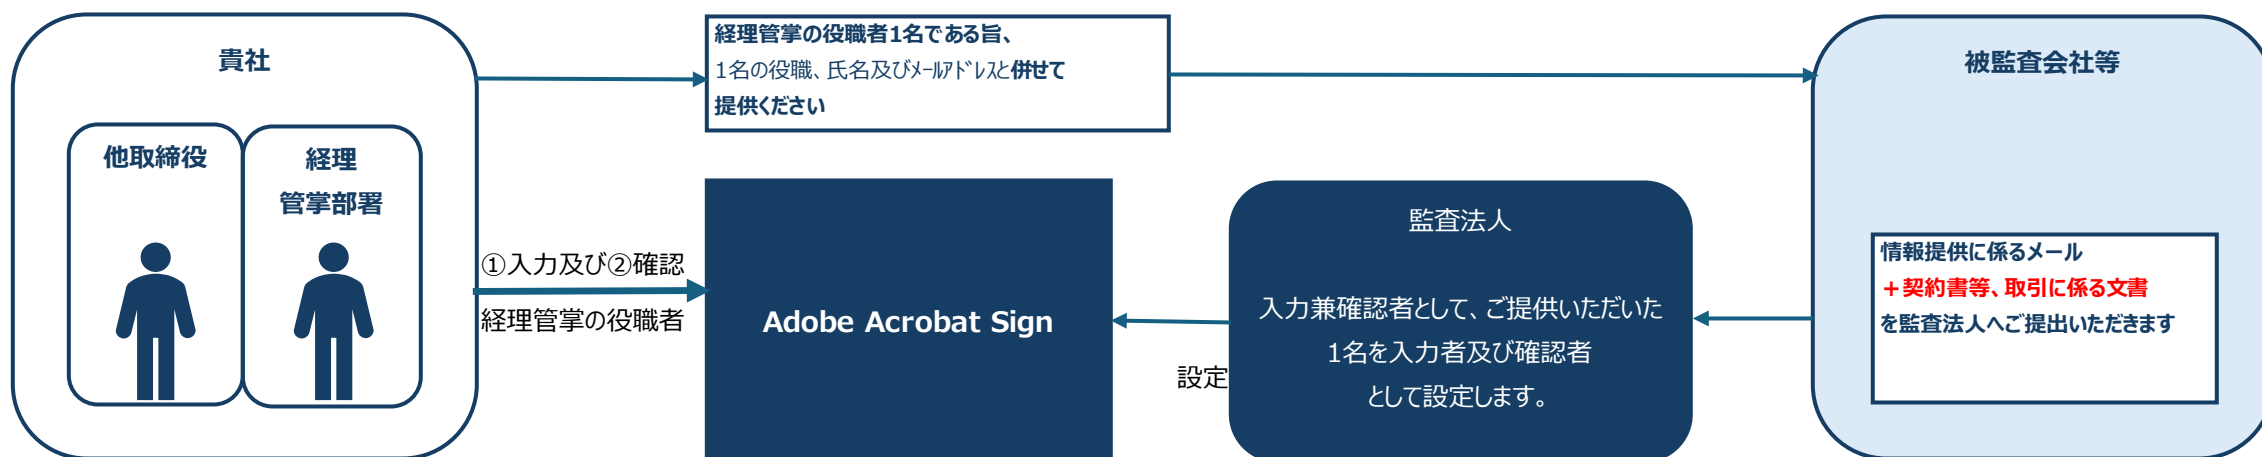 貴社
他取締役
経理
管掌部署
①入力及び②確認
経理管掌の役職者
経理管掌の役職者1名である旨、
1名の役職、氏名及びﾒｰﾙｱﾄﾞﾚｽと併せて
提供ください
Adobe Acrobat Sign
設定
監査法人
入力兼確認者として、ご提供いただいた
1名を入力者及び確認者
として設定します。
被監査会社等
情報提供に係るメール
＋契約書等、取引に係る文書
を監査法人へご提出いただきます